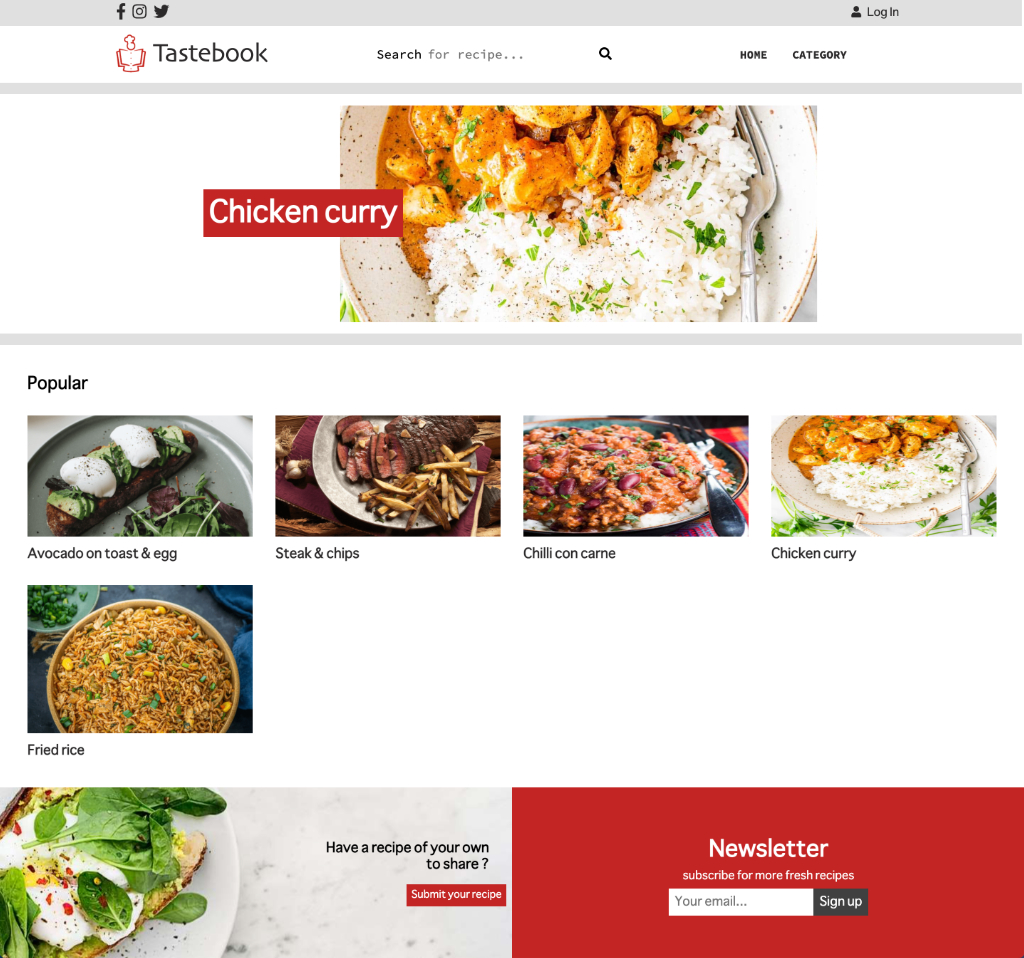 Log In
Tastebook
Search for recipe...
HOME
CATEGORY
Chicken curry
Popular
Avocado on toast & egg
Steak & chips
Chilli con carne
Chicken curry
Fried rice
Have a recipe of your own
to share ?
Submit your recipe
Newsletter
subscribe for more fresh recipes
Your email...
Sign up